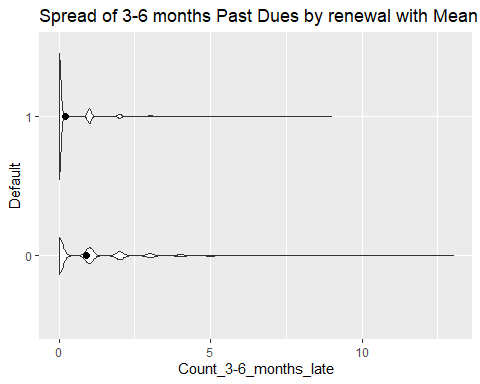 Spread of 3-6 months Past Dues by renewal with Mean
Default
1
0
0
5
10
Count_3-6_months_late